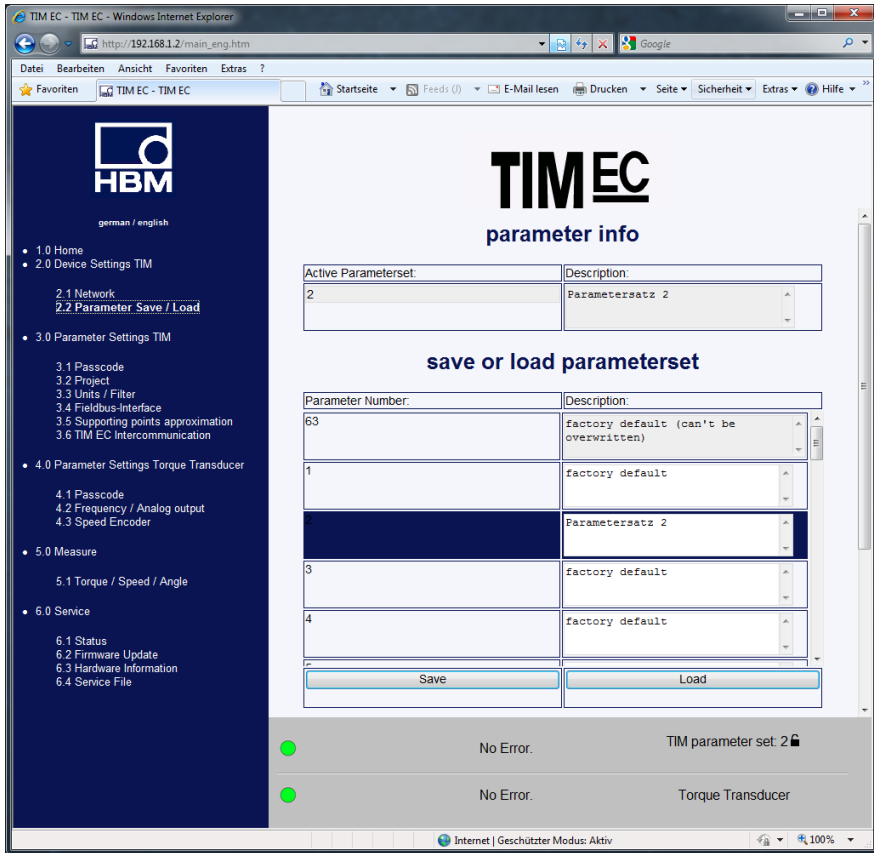 TIM EC - TIM EC - Windows Internet Explorer
http://192.168.1.2/main_eng.htm
Google
Datei Bearbeiten Ansicht Favoriten Extras ?
Favoriten
TIM EC - TIM EC
Startseite
Feeds (J)
E-Mail lesen
Drucken
Seite
Sicherheit
Extras
Hilfe
HBM
german / english
1.0 Home
2.0 Device Settings TIM
2.1 Network
2.2 Parameter Save / Load
3.0 Parameter Settings TIM
3.1 Passcode
3.2 Project
3.3 Units / Filter
3.4 Fieldbus-Interface
3.5 Supporting points approximation
3.6 TIM EC Intercommunication
4.0 Parameter Settings Torque Transducer
4.1 Passcode
4.2 Frequency / Analog output
4.3 Speed Encoder
5.0 Measure
5.1 Torque / Speed / Angle
6.0 Service
6.1 Status
6.2 Firmware Update
6.3 Hardware Information
6.4 Service File
TIM EC
parameter info
Active Parameterset: Description:
2 Parametersatz 2
save or load parameterset
Parameter Number: Description:
63 factory default (can't be
overwritten)
1 factory default
2 Parametersatz 2
3 factory default
4 factory default
Save Load
No Error. TIM parameter set: 2
No Error. Torque Transducer
Internet | Geschützter Modus: Aktiv
100%